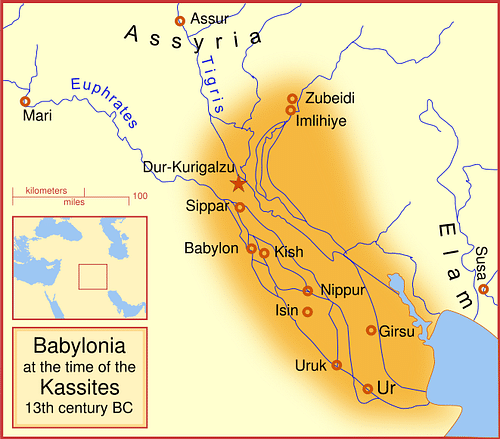 Assur
Assyria
Tigris
Euphrates
Mari
Zubeidi
Imlihiye
Dur-Kurigalzu
Sippar
kilometers
miles
100
Babylon
Kish
Elam
Susa
Nippur
Isin
Girsu
Uruk
Ur
Babylonia
at the time of the
Kassites
13th century BC